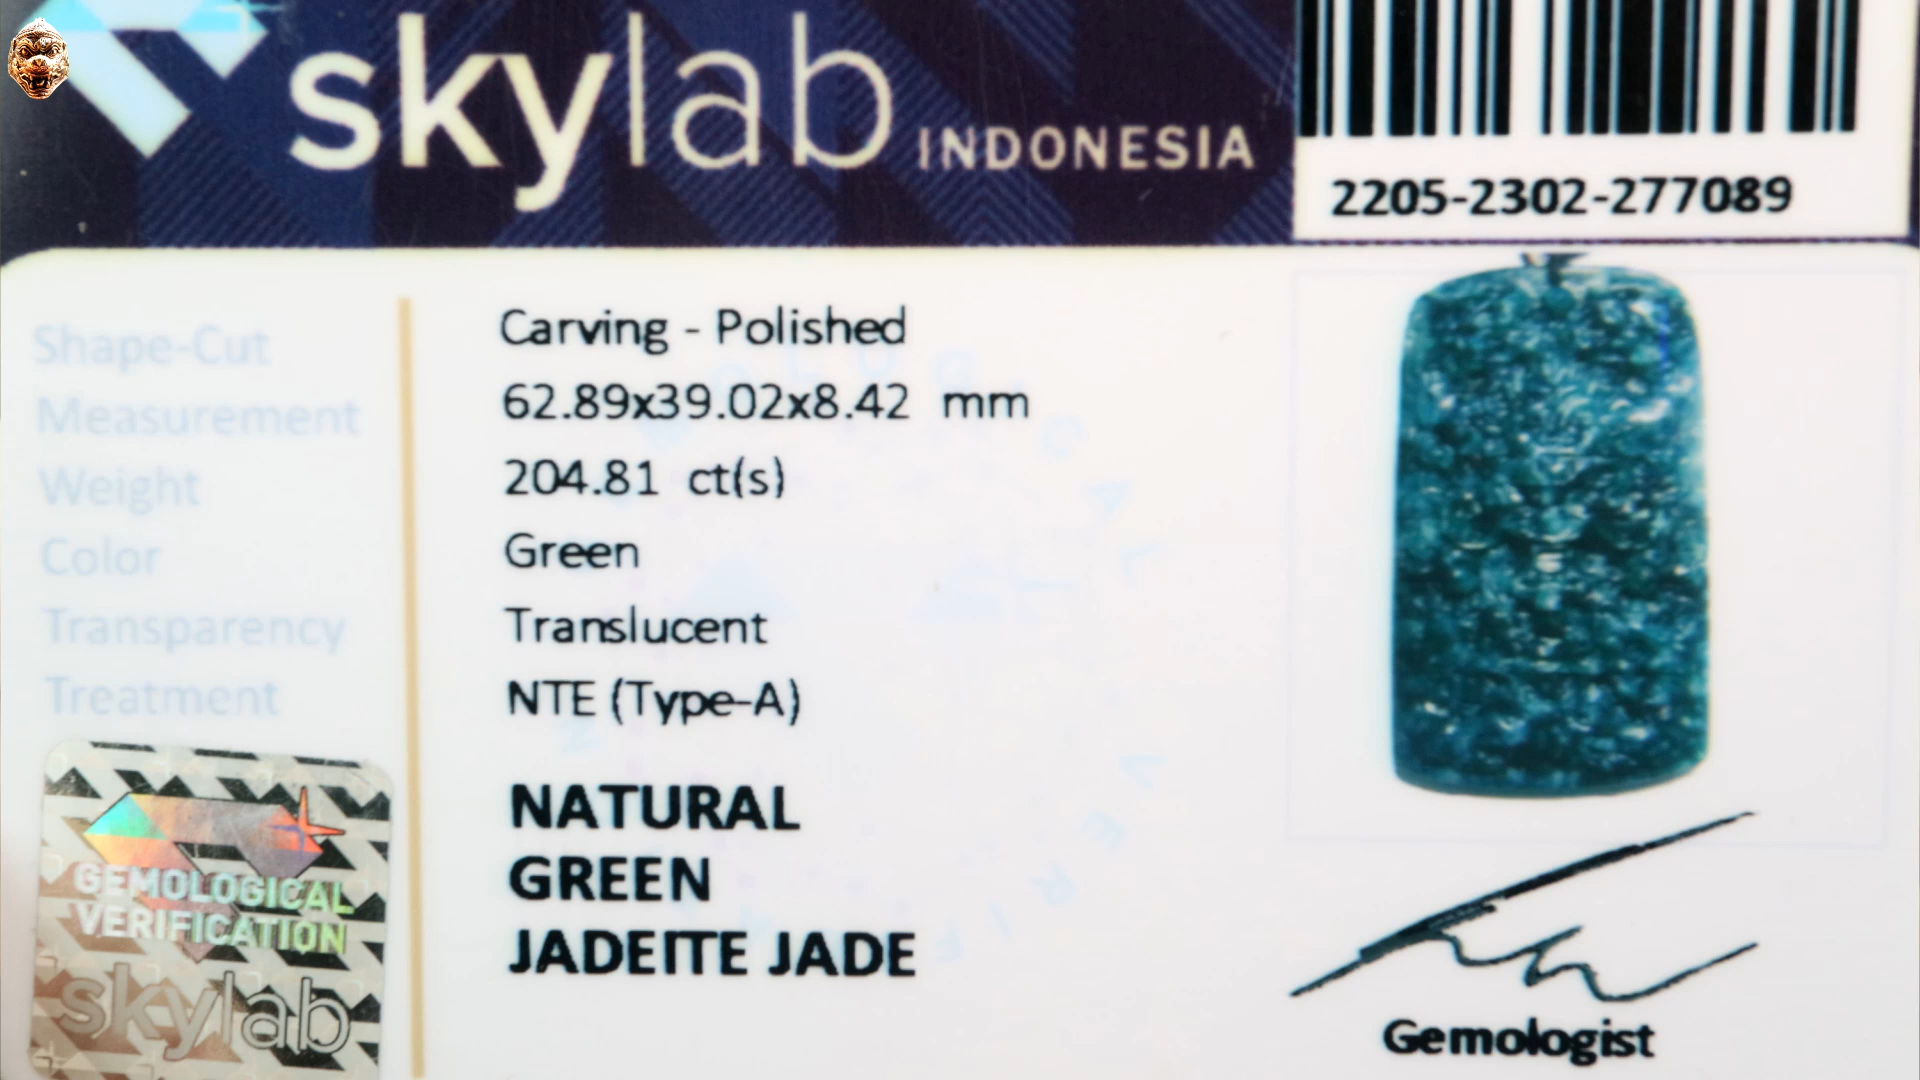 skylab INDONESIA
2205-2302-277089
Shape-Cut Carving - Polished
Measurement 62.89x39.02x8.42 mm
Weight 204.81 ct(s)
Color Green
Transparency Translucent
Treatment NTE (Type-A)
NATURAL
GREEN
JADEITE JADE
GEMOLOGICAL
VERIFICATION
skylab
Gemologist